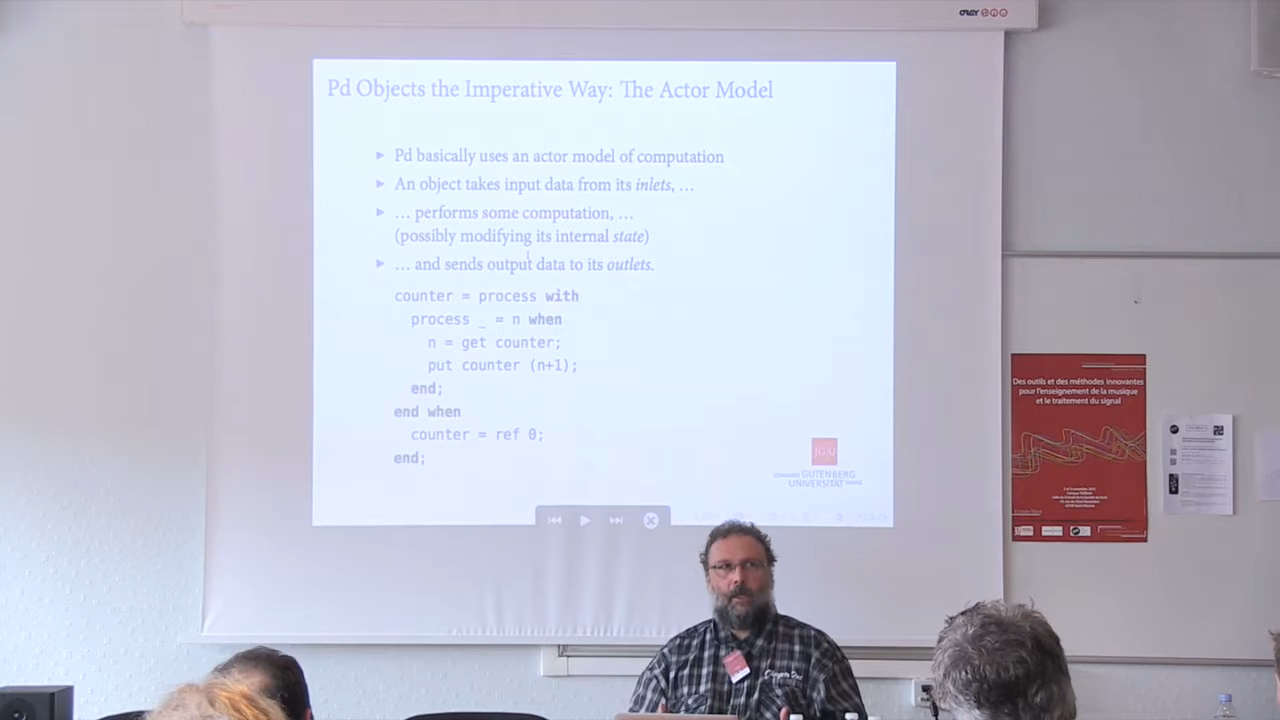 ORAY
Pd Objects the Imperative Way: The Actor Model
▸ Pd basically uses an actor model of computation
▸ An object takes input data from its inlets, …
▸ … performs some computation, …
(possibly modifying its internal state)
▸ … and sends output data to its outlets.
counter = process with
process _ = n when
n = get counter;
put counter (n+1);
end;
end when
counter = ref 0;
end;
JGU
JOHANNES GUTENBERG
UNIVERSITÄT MAINZ
Des outils et des méthodes innovantes
pour l'enseignement de la musique
et le traitement du signal